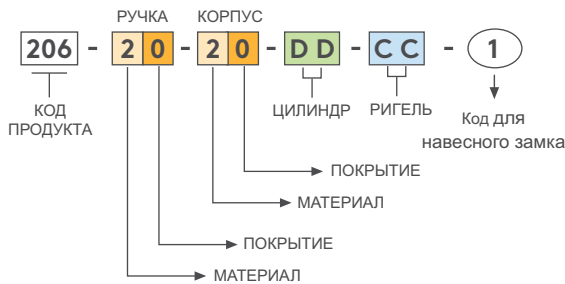 РУЧКА КОРПУС
206 - 2 0 - 2 0 - D D - C C - 1
КОД
ПРОДУКТА
ЦИЛИНДР
РИГЕЛЬ
Код для
навесного замка
ПОКРЫТИЕ
МАТЕРИАЛ
ПОКРЫТИЕ
МАТЕРИАЛ